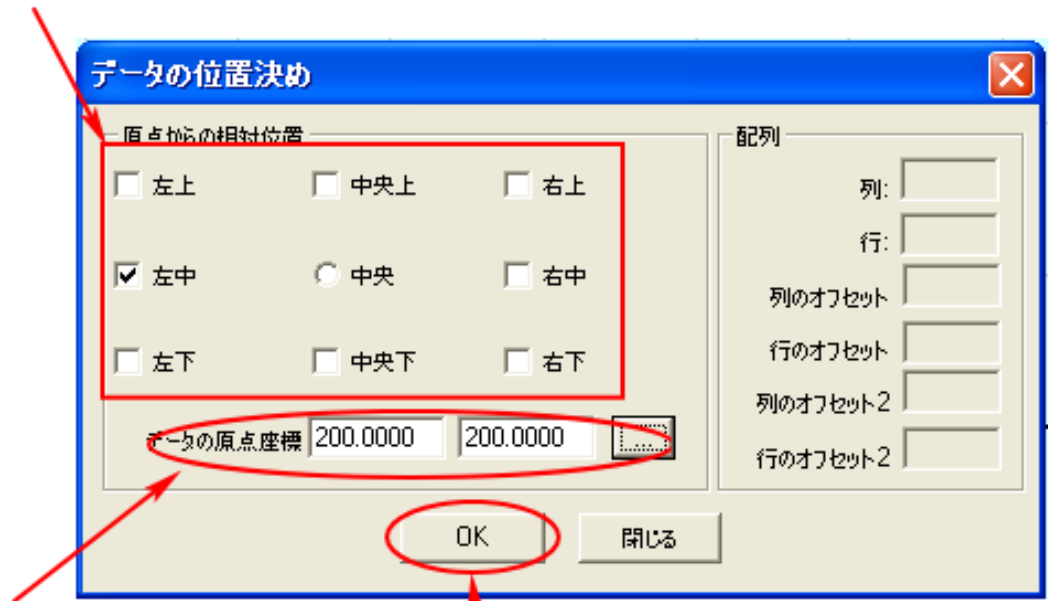 データの位置決め
原点からの相対位置
左上 中央上 右上
左中 中央 右中
左下 中央下 右下
データの原点座標 200.0000 200.0000 ...
配列
列:
行:
列のオフセット
行のオフセット
列のオフセット2
行のオフセット2
OK 閉じる